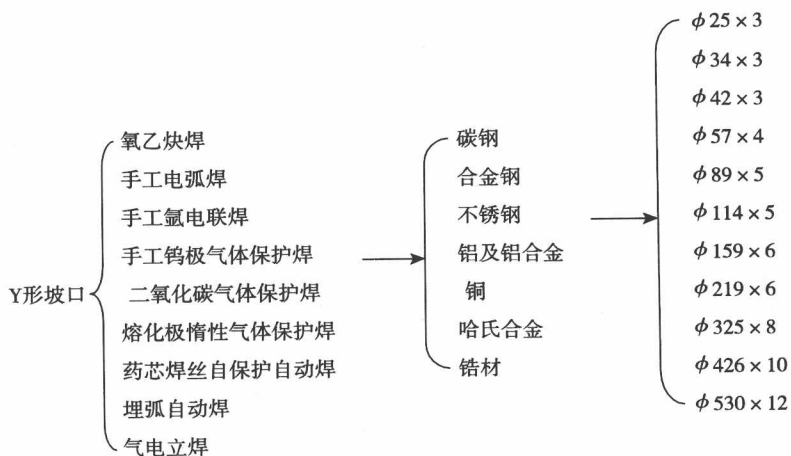 Y形坡口
氧乙炔焊
手工电弧焊
手工氩电联焊
手工钨极气体保护焊
二氧化碳气体保护焊
熔化极惰性气体保护焊
药芯焊丝自保护自动焊
埋弧自动焊
气电立焊
碳钢
合金钢
不锈钢
铝及铝合金
铜
哈氏合金
锆材
ϕ25×3
ϕ34×3
ϕ42×3
ϕ57×4
ϕ89×5
ϕ114×5
ϕ159×6
ϕ219×6
ϕ325×8
ϕ426×10
ϕ530×12